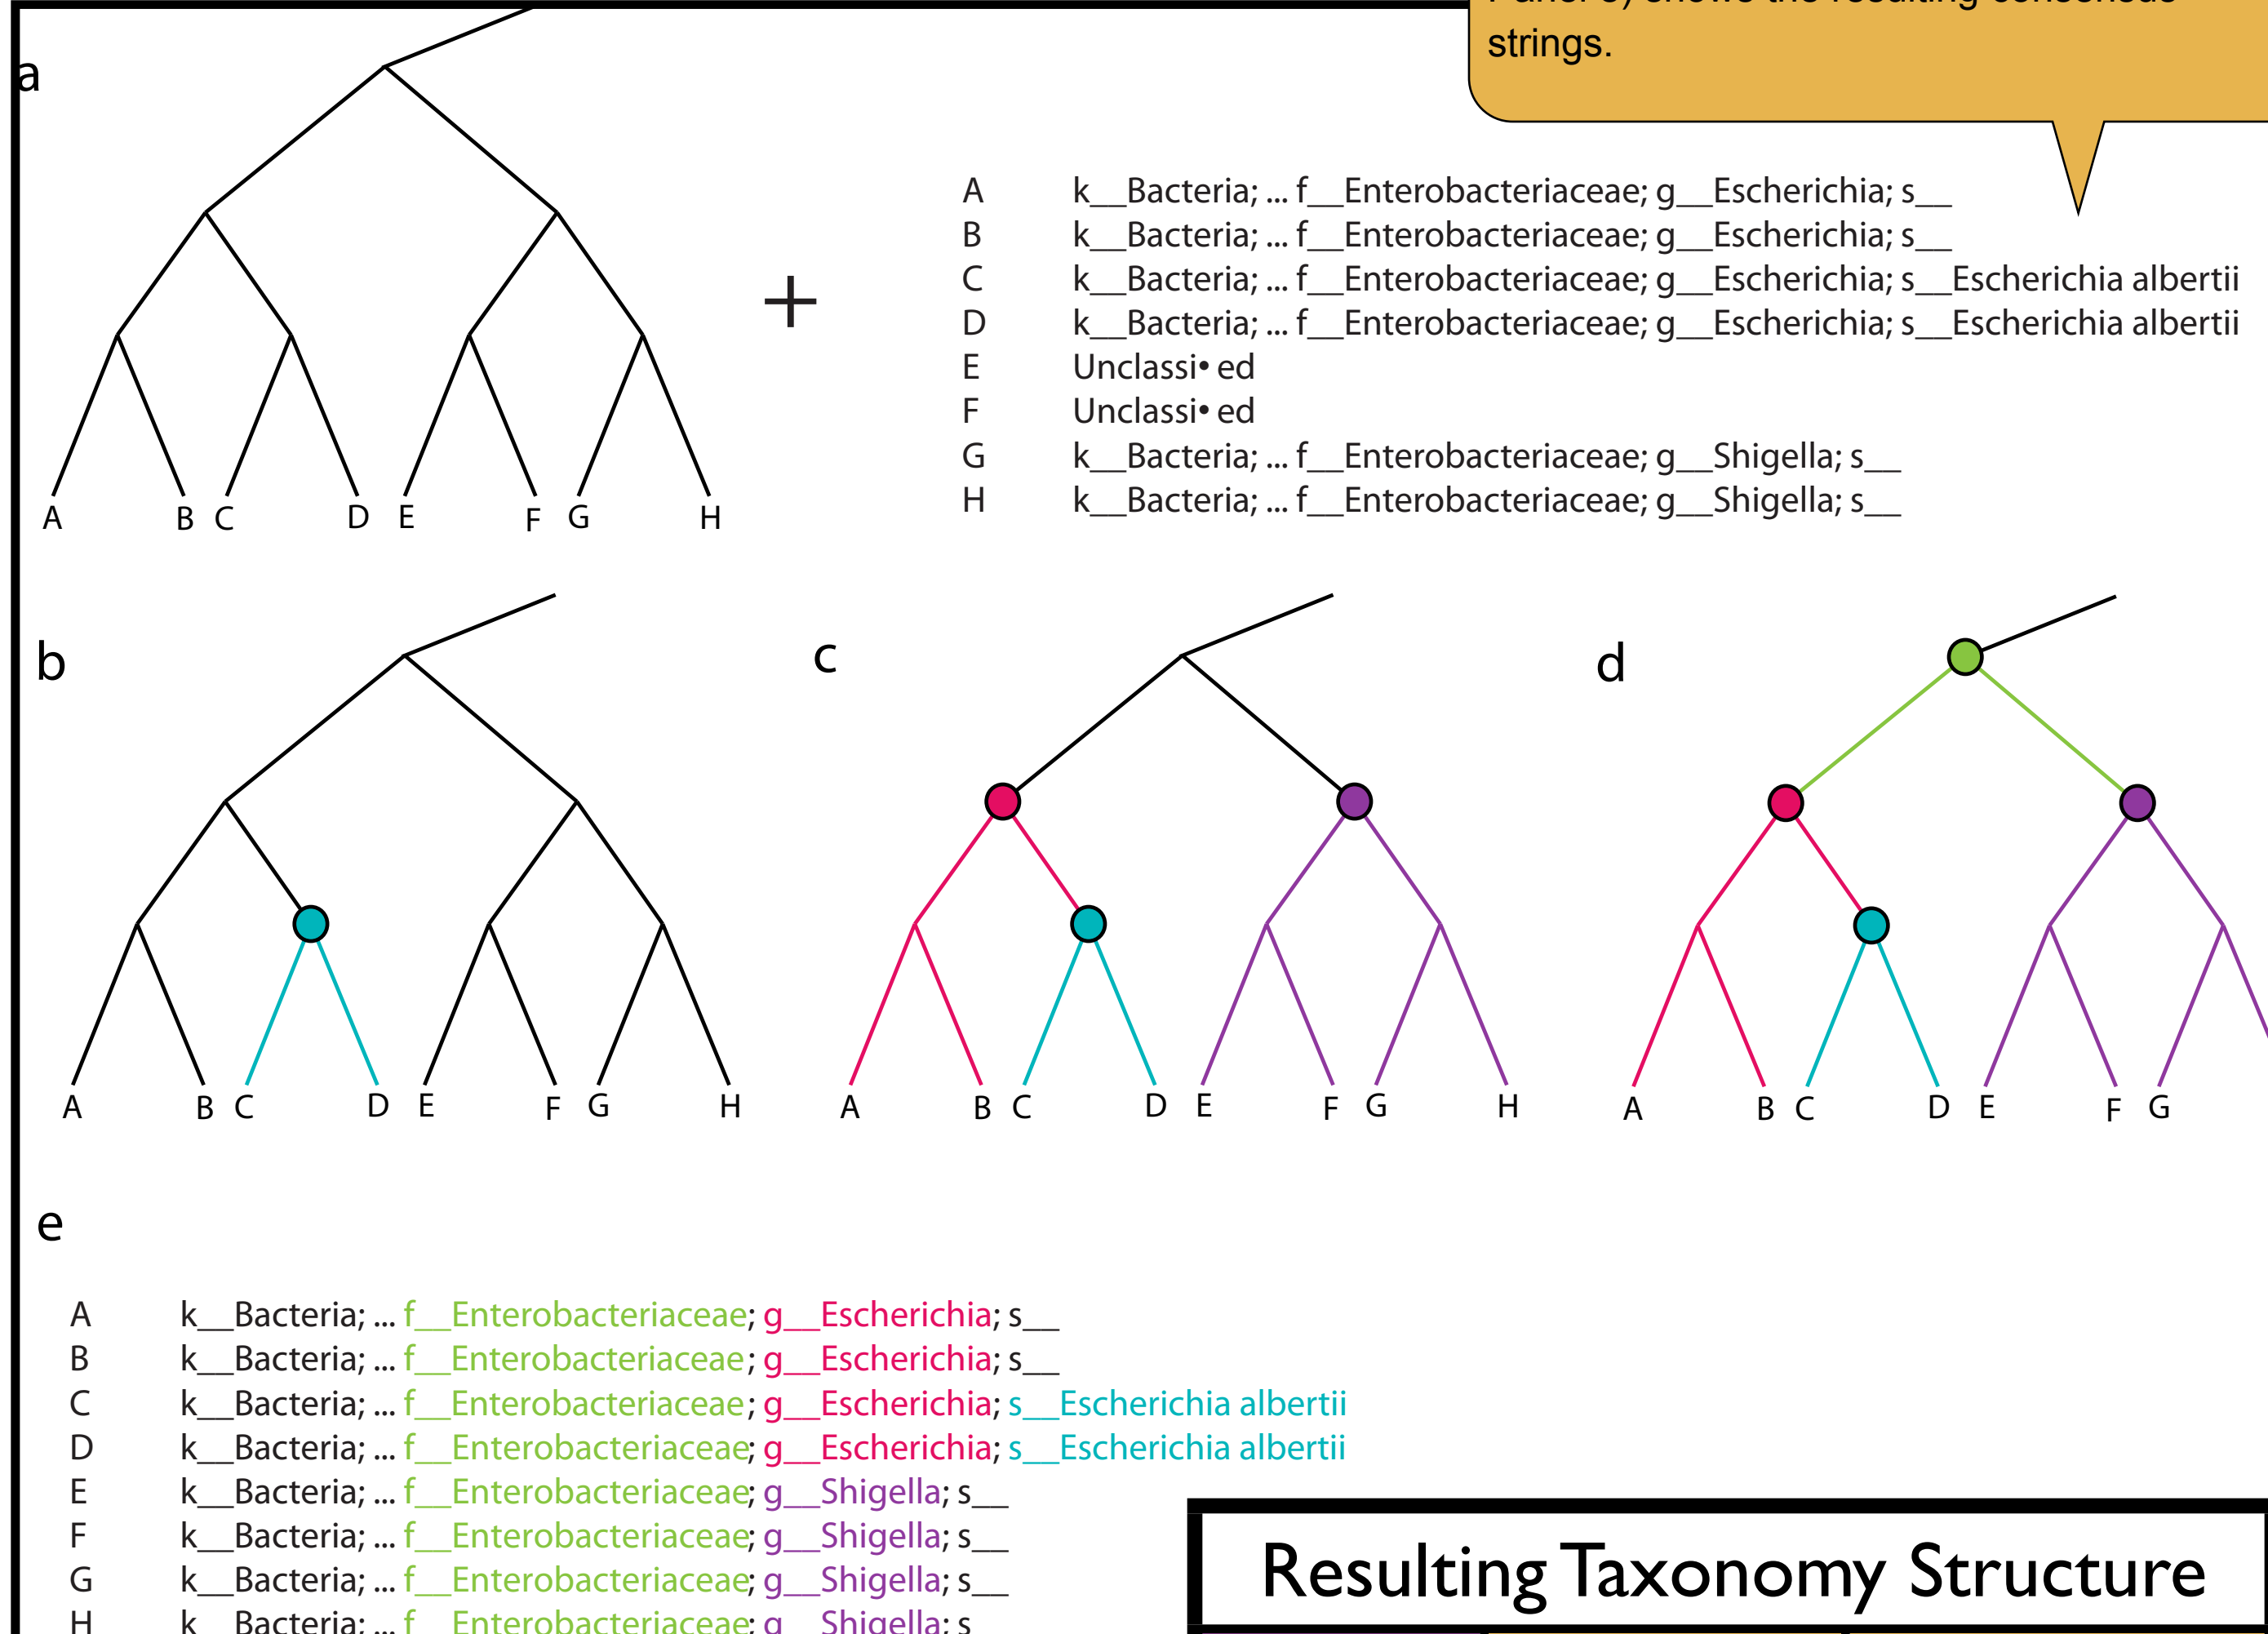 strings.
a
A k__Bacteria; ... f__Enterobacteriaceae; g__Escherichia; s__
B k__Bacteria; ... f__Enterobacteriaceae; g__Escherichia; s__
C k__Bacteria; ... f__Enterobacteriaceae; g__Escherichia; s__Escherichia albertii
D k__Bacteria; ... f__Enterobacteriaceae; g__Escherichia; s__Escherichia albertii
E Unclassi• ed
F Unclassi• ed
G k__Bacteria; ... f__Enterobacteriaceae; g__Shigella; s__
H k__Bacteria; ... f__Enterobacteriaceae; g__Shigella; s__
+
A B C D E F G H
b c d
A B C D E F G H
A B C D E F G H
A B C D E F G
e
A k__Bacteria; ... f__Enterobacteriaceae; g__Escherichia; s__
B k__Bacteria; ... f__Enterobacteriaceae; g__Escherichia; s__
C k__Bacteria; ... f__Enterobacteriaceae; g__Escherichia; s__Escherichia albertii
D k__Bacteria; ... f__Enterobacteriaceae; g__Escherichia; s__Escherichia albertii
E k__Bacteria; ... f__Enterobacteriaceae; g__Shigella; s__
F k__Bacteria; ... f__Enterobacteriaceae; g__Shigella; s__
G k__Bacteria; ... f__Enterobacteriaceae; g__Shigella; s__
H k__Bacteria; ... f__Enterobacteriaceae; g__Shigella; s
Resulting Taxonomy Structure